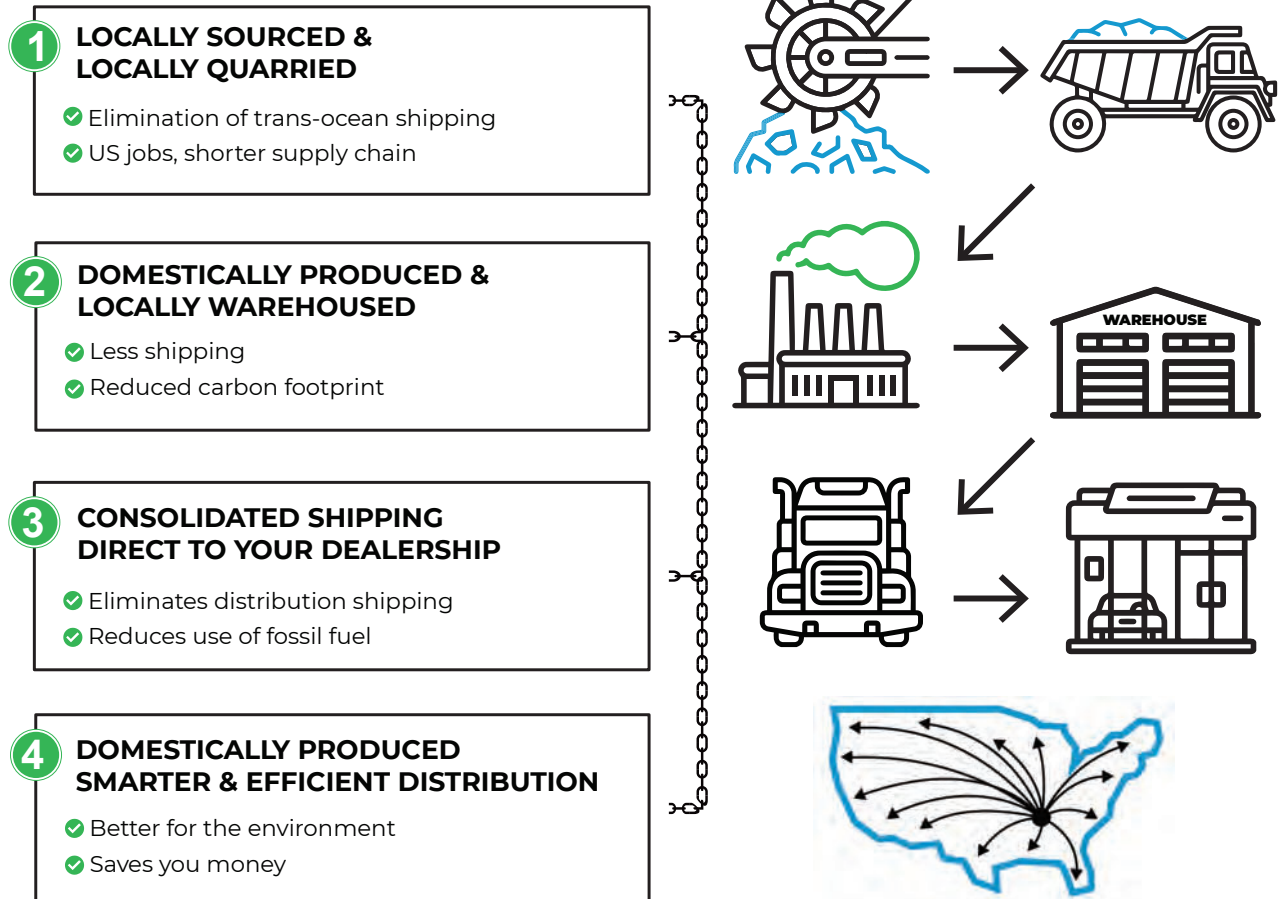 1
LOCALLY SOURCED &
LOCALLY QUARRIED
Elimination of trans-ocean shipping
US jobs, shorter supply chain
2
DOMESTICALLY PRODUCED &
LOCALLY WAREHOUSED
Less shipping
Reduced carbon footprint
WAREHOUSE
3
CONSOLIDATED SHIPPING
DIRECT TO YOUR DEALERSHIP
Eliminates distribution shipping
Reduces use of fossil fuel
4
DOMESTICALLY PRODUCED
SMARTER & EFFICIENT DISTRIBUTION
Better for the environment
Saves you money